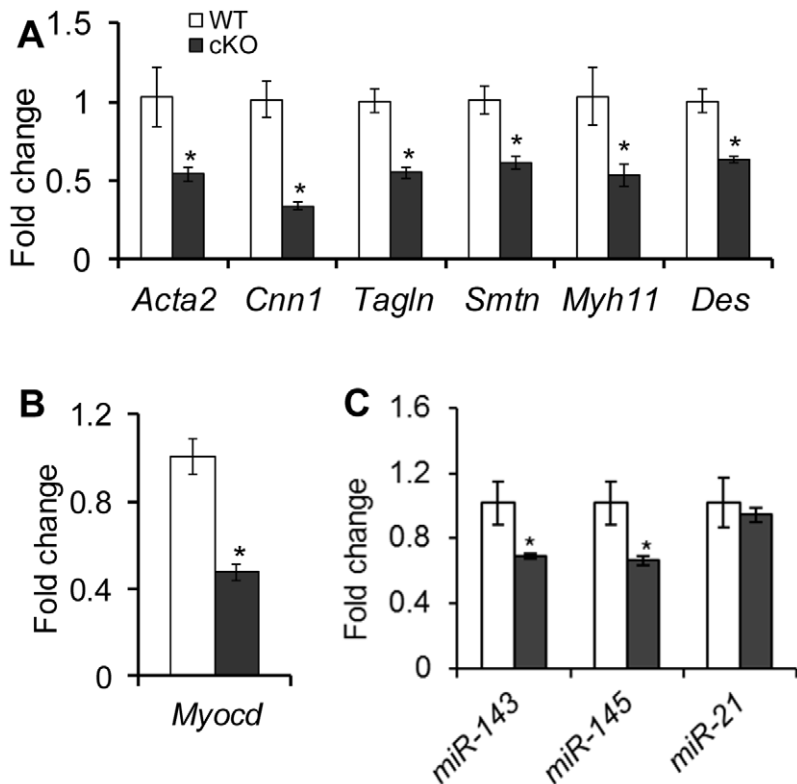 A
WT
cKO
Fold change
1.5
1
0.5
0
*
*
*
*
*
*
Acta2 Cnn1 Tagln Smtn Myh11 Des
B
Fold change
1.2
0.8
0.4
0
*
Myocd
C
Fold change
1.6
1.2
0.8
0.4
0
*
*
miR-143 miR-145 miR-21